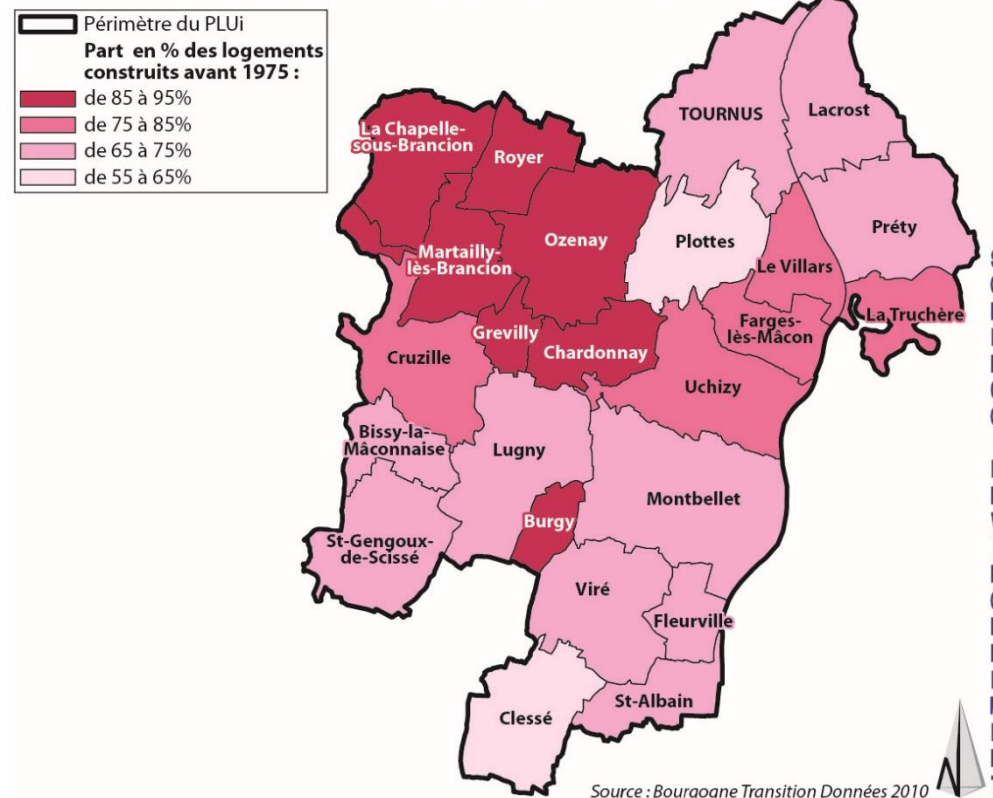 Périmètre du PLUi
Part en % des logements
construits avant 1975 :
de 85 à 95%
de 75 à 85%
de 65 à 75%
de 55 à 65%
TOURNUS
Lacrost
La Chapelle-
sous-Brancion
Royer
Préty
Ozenay
Plottes
Martailly-
lès-Brancion
Le Villars
La Truchère
Grevilly
Farges-
lès-Mâcon
Chardonnay
Cruzille
Uchizy
Bissy-la-
Mâconnaise
Lugny
Montbellet
Burgy
St-Gengoux-
de-Scissé
Viré
Fleurville
St-Albain
Clessé
Source : Bourgogne Transition Données 2010
N